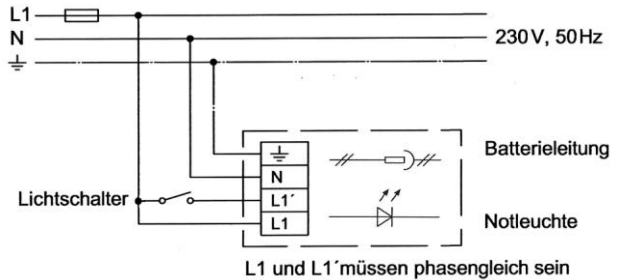 L1
N
230V, 50Hz
Batterieleitung
N
Lichtschalter
L1´
L1
Notleuchte
L1 und L1´müssen phasengleich sein